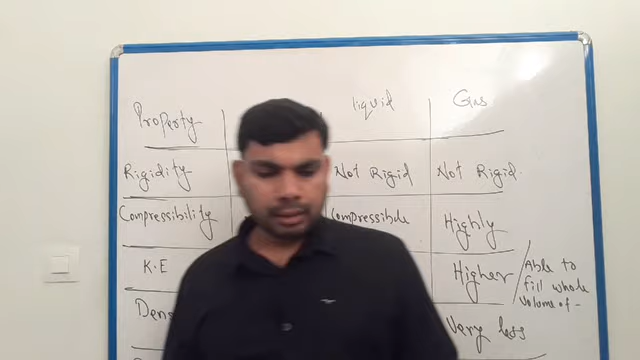 Property liquid Gas
Rigidity Not Rigid Not Rigid.
Compressibility Compressible Highly
K.E Higher Able to
fill whole
volume of -
Dens Very less